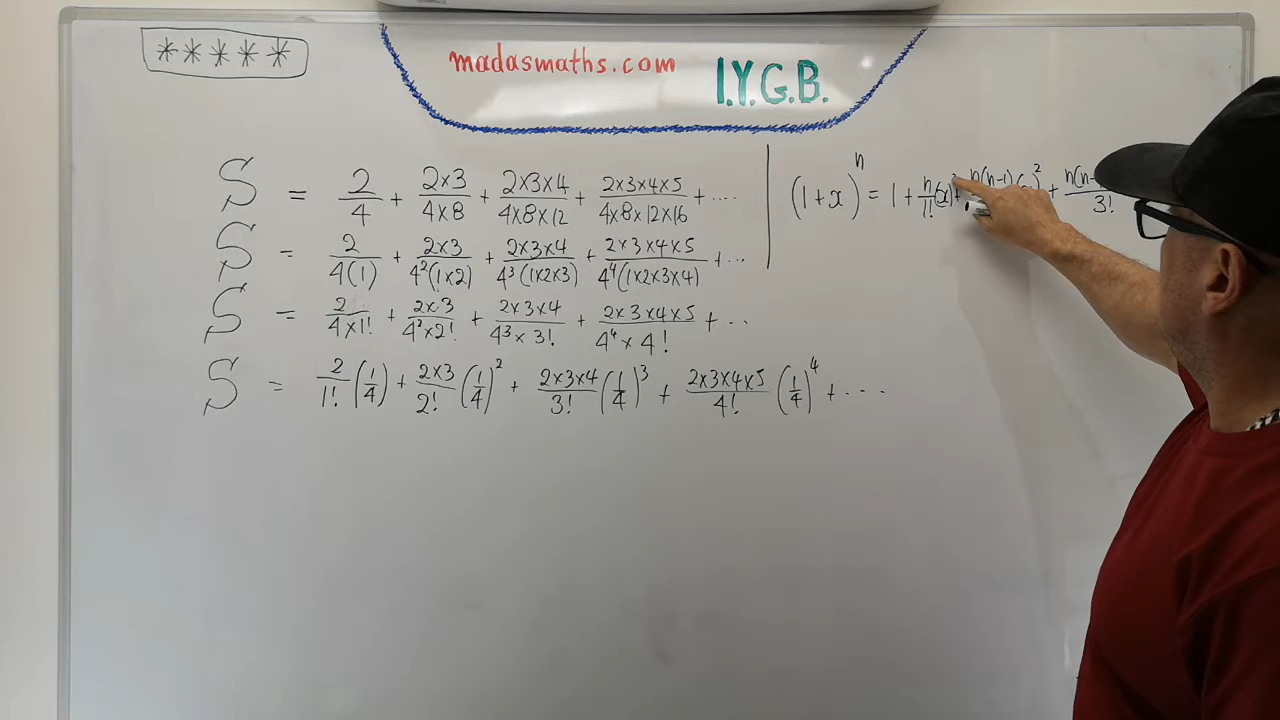 *****
madasmaths.com
I.Y.G.B.
S = 2/4 + 2×3/4×8 + 2×3×4/4×8×12 + 2×3×4×5/4×8×12×16 + ...
(1+x)^n = 1 + n/1! (x)
3!
S = 2/4(1) + 2×3/4²(1×2) + 2×3×4/4³(1×2×3) + 2×3×4×5/4⁴(1×2×3×4) + ...
S = 2/4×1! + 2×3/4²×2! + 2×3×4/4³×3! + 2×3×4×5/4⁴×4! + ..
S = 2/1! (1/4) + 2×3/2! (1/4)² + 2×3×4/3! (1/4)³ + 2×3×4×5/4! (1/4)⁴ + ....